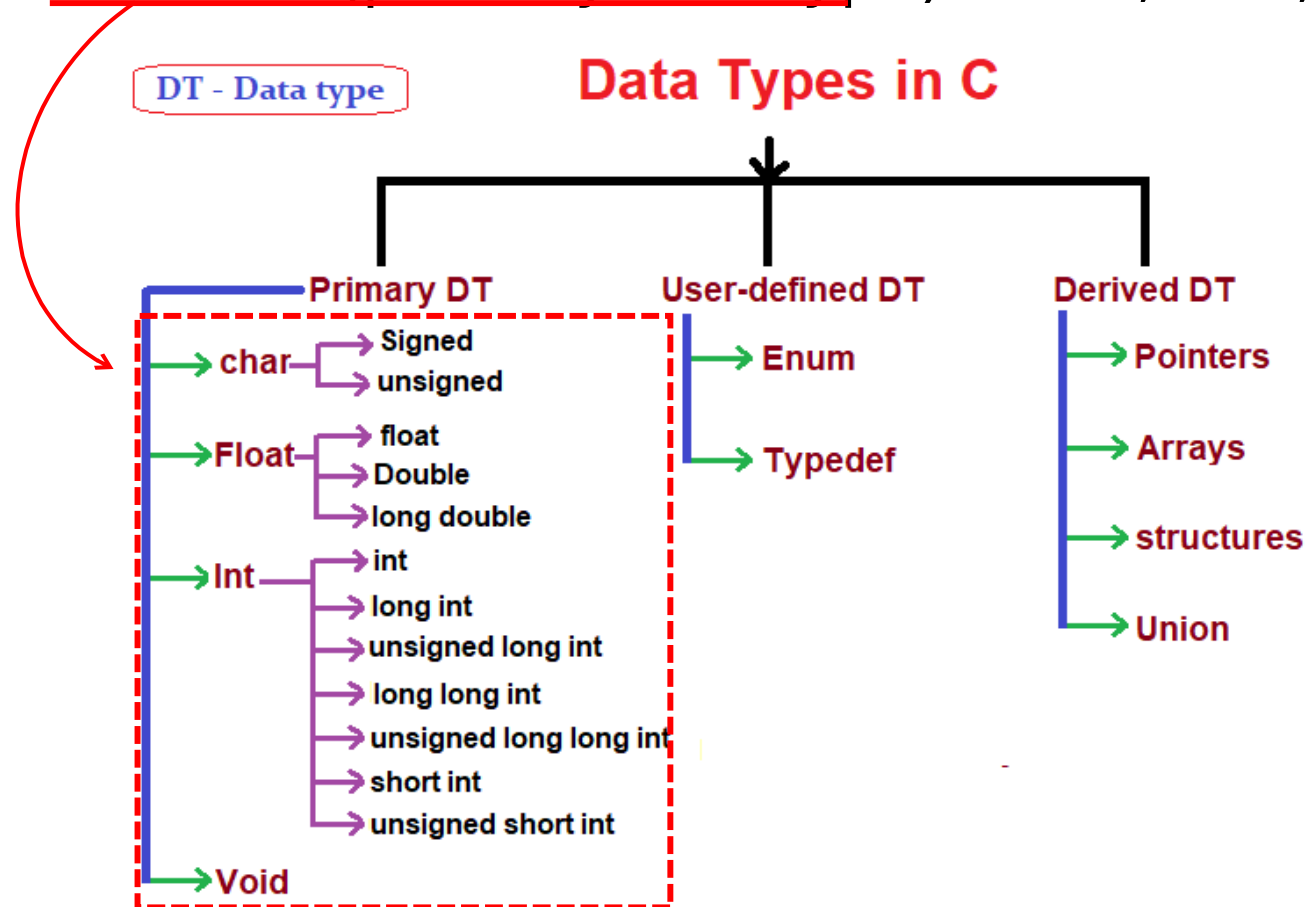 DT - Data type
Data Types in C
Primary DT
char
Signed
unsigned
Float
float
Double
long double
Int
int
long int
unsigned long int
long long int
unsigned long long int
short int
unsigned short int
Void
User-defined DT
Enum
Typedef
Derived DT
Pointers
Arrays
structures
Union